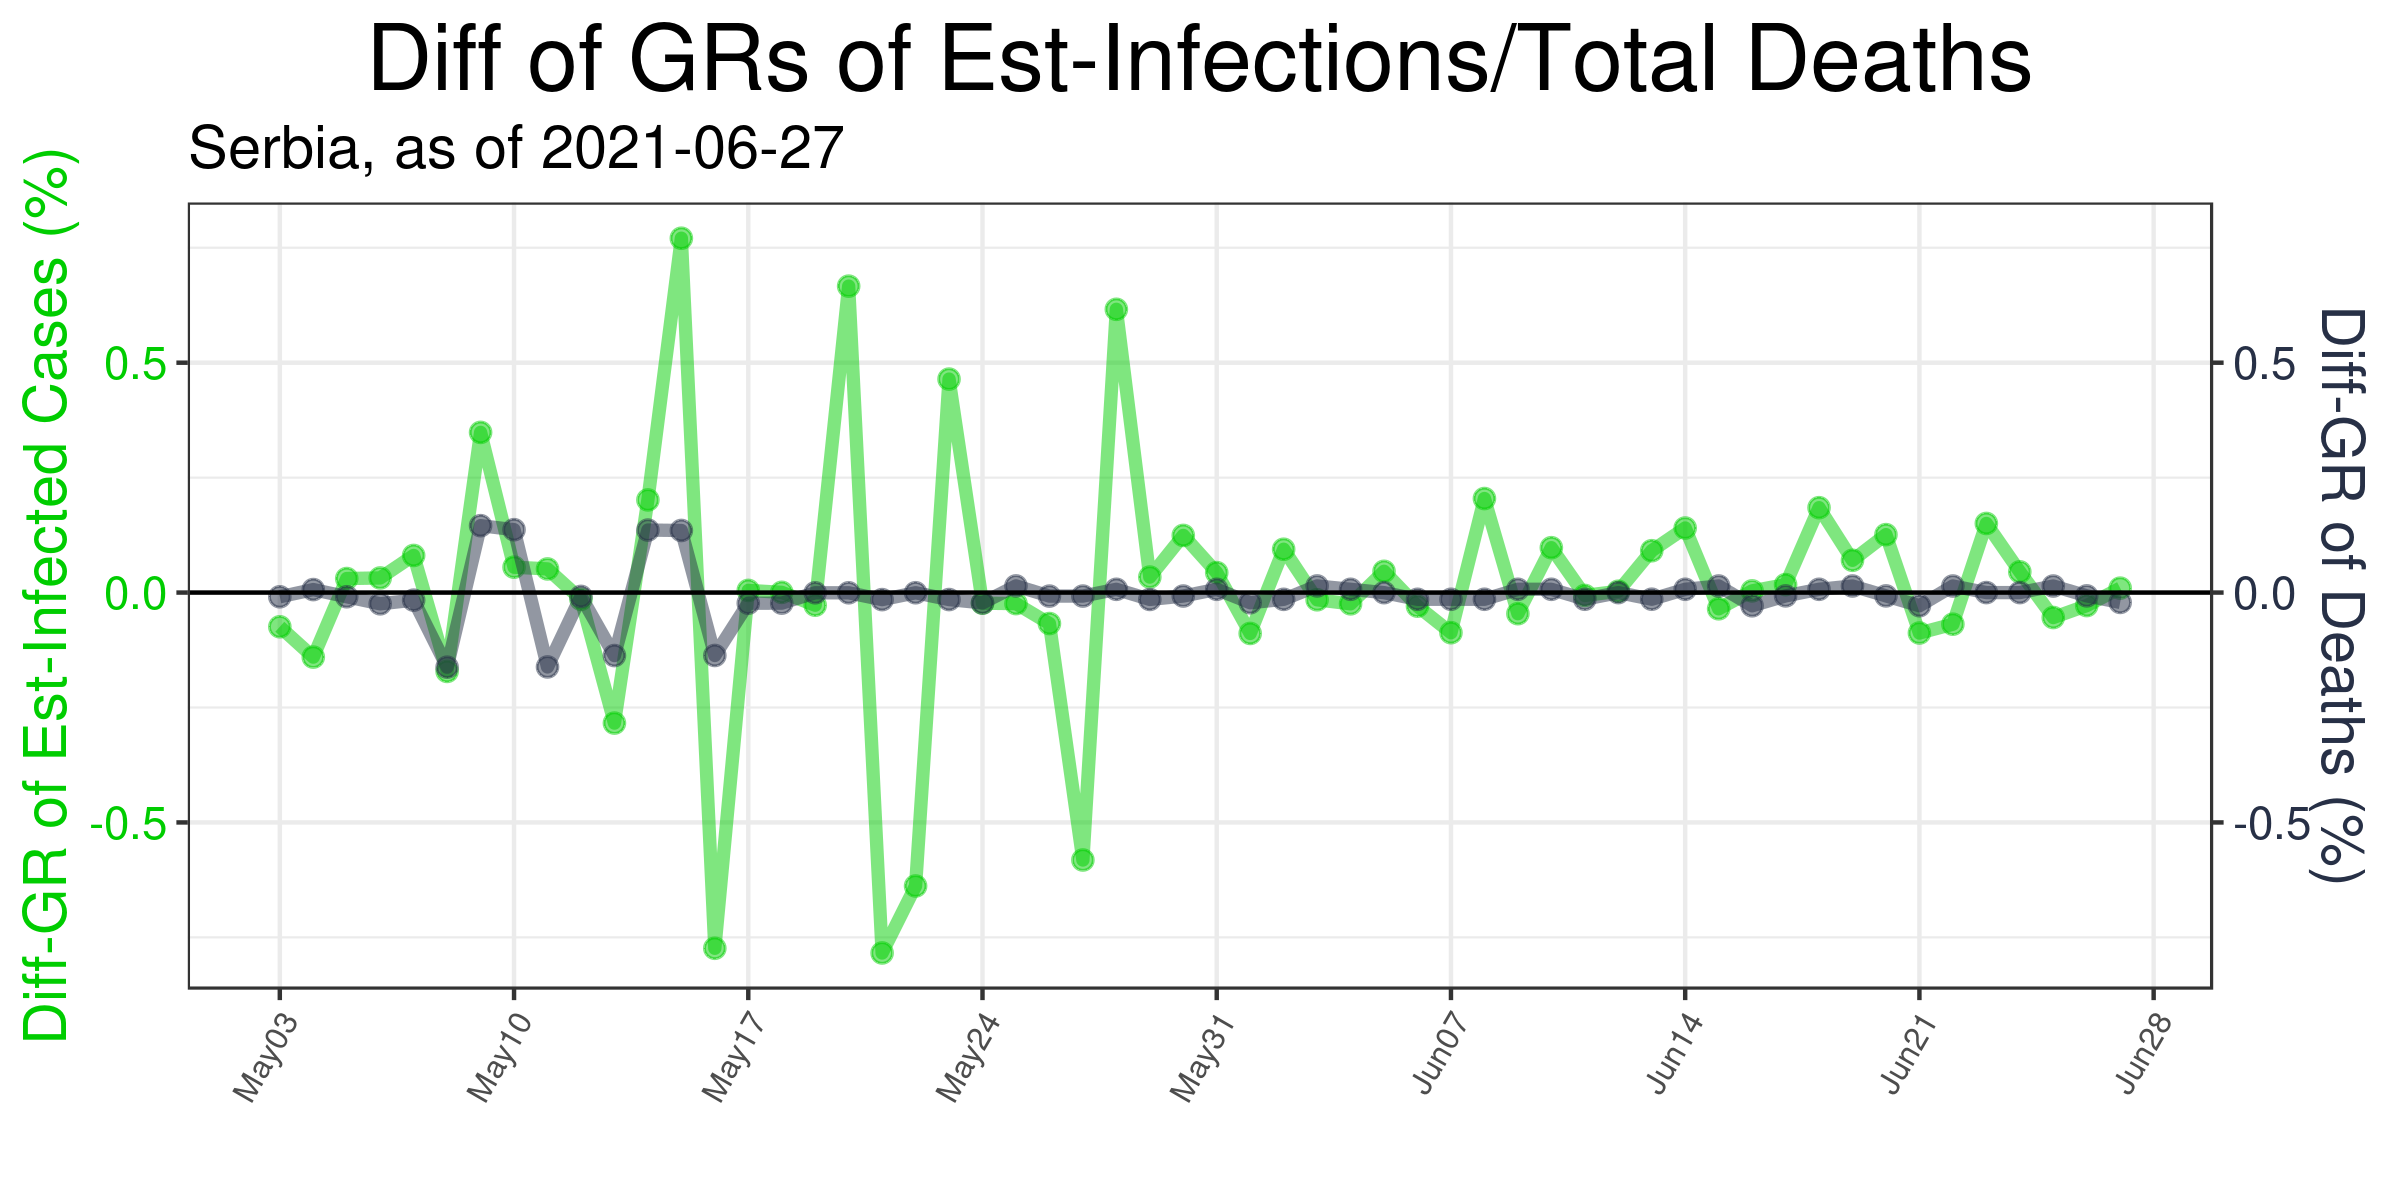 Diff of GRs of Est-Infections/Total Deaths
Serbia, as of 2021-06-27
Diff-GR of Est-Infected Cases (%)
0.5
0.0
-0.5
0.5
0.0
-0.5
Diff-GR of Deaths (%)
May03
May10
May17
May24
May31
Jun07
Jun14
Jun21
Jun28